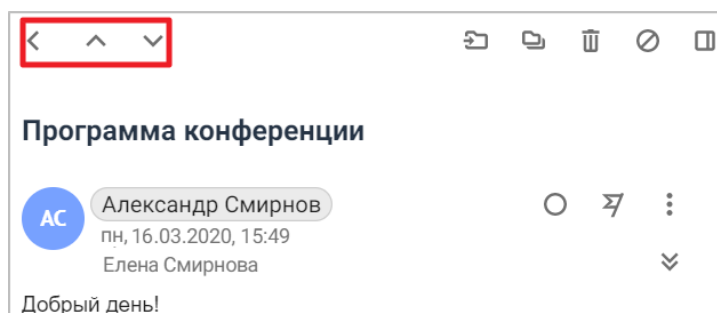 Программа конференции
АС
Александр Смирнов
пн, 16.03.2020, 15:49
Елена Смирнова
Добрый день!